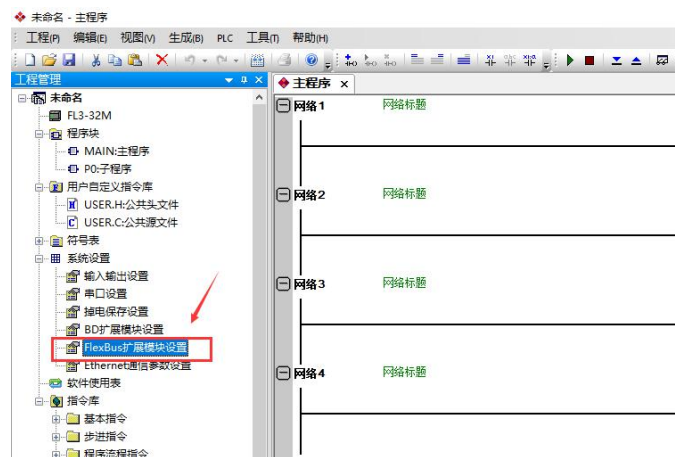 未命名 - 主程序
工程(P) 编辑(E) 视图(V) 生成(B) PLC 工具(T) 帮助(H)
工程管理
主程序
未命名
FL3-32M
程序块
MAIN:主程序
P0:子程序
用户自定义指令库
USER.H:公共头文件
USER.C:公共源文件
符号表
系统设置
输入输出设置
串口设置
掉电保存设置
BD扩展模块设置
FlexBus扩展模块设置
Ethernet通信参数设置
软件使用表
指令库
基本指令
步进指令
程序流程指令
网络1 网络标题
网络2 网络标题
网络3 网络标题
网络4 网络标题